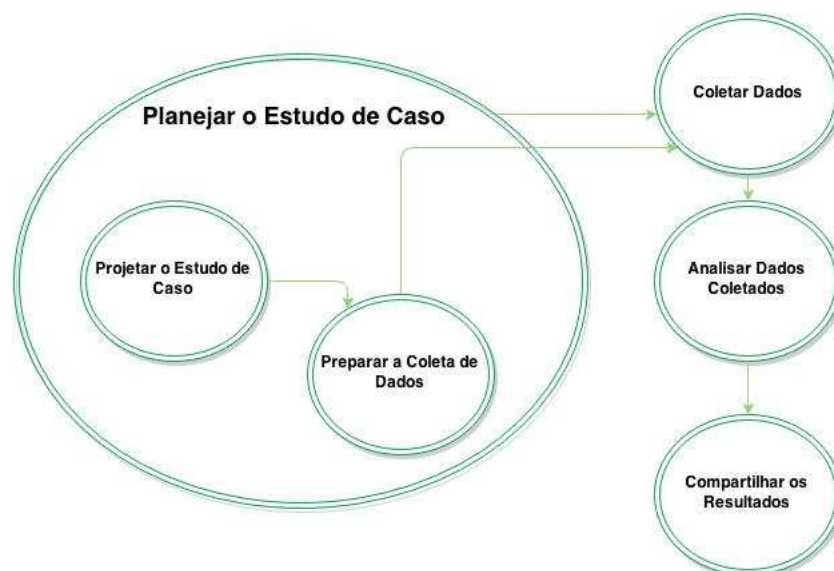 Planejar o Estudo de Caso
Projetar o Estudo de
Caso
Preparar a Coleta de
Dados
Coletar Dados
Analisar Dados
Coletados
Compartilhar os
Resultados